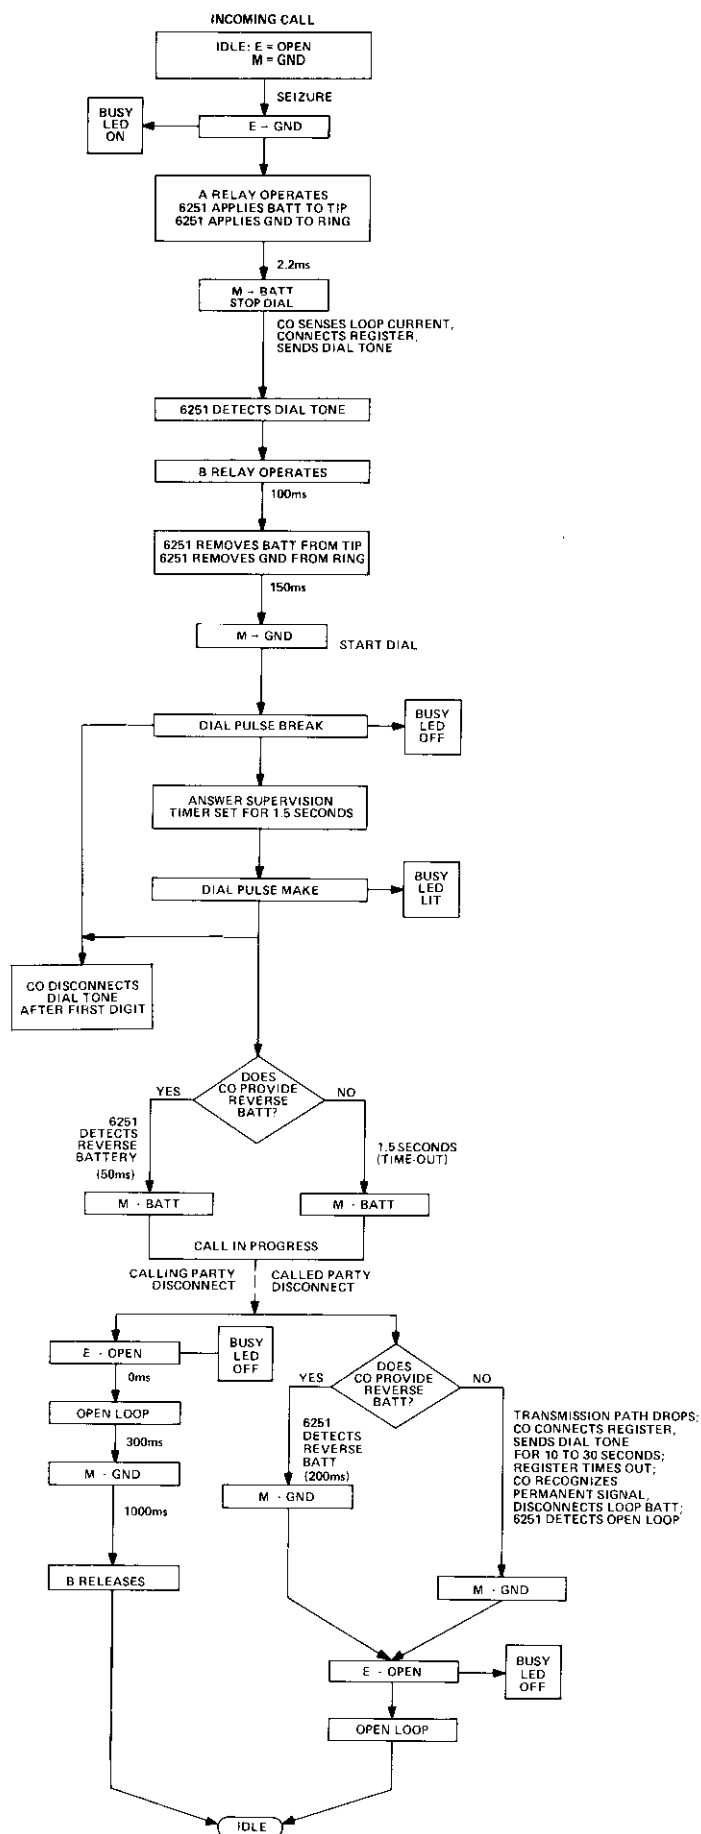 INCOMING CALL
IDLE: E = OPEN
M = GND
SEIZURE
BUSY
LED
ON
E - GND
A RELAY OPERATES
6251 APPLIES BATT TO TIP
6251 APPLIES GND TO RING
2.2ms
M - BATT
STOP DIAL
CO SENSES LOOP CURRENT,
CONNECTS REGISTER,
SENDS DIAL TONE
6251 DETECTS DIAL TONE
B RELAY OPERATES
100ms
6251 REMOVES BATT FROM TIP
6251 REMOVES GND FROM RING
150ms
M - GND
START DIAL
DIAL PULSE BREAK
BUSY
LED
OFF
ANSWER SUPERVISION
TIMER SET FOR 1.5 SECONDS
DIAL PULSE MAKE
BUSY
LED
LIT
CO DISCONNECTS
DIAL TONE
AFTER FIRST DIGIT
DOES
CO PROVIDE
REVERSE
BATT?
YES
NO
6251
DETECTS
REVERSE
BATTERY
(50ms)
1.5 SECONDS
(TIME-OUT)
M - BATT
M - BATT
CALL IN PROGRESS
CALLING PARTY
DISCONNECT
CALLED PARTY
DISCONNECT
E - OPEN
BUSY
LED
OFF
0ms
OPEN LOOP
300ms
M - GND
1000ms
B RELEASES
DOES
CO PROVIDE
REVERSE
BATT?
YES
NO
6251
DETECTS
REVERSE
BATT
(200ms)
M - GND
TRANSMISSION PATH DROPS;
CO CONNECTS REGISTER,
SENDS DIAL TONE
FOR 10 TO 30 SECONDS;
REGISTER TIMES OUT;
CO RECOGNIZES
PERMANENT SIGNAL,
DISCONNECTS LOOP BATT;
6251 DETECTS OPEN LOOP
M - GND
E - OPEN
BUSY
LED
OFF
OPEN LOOP
IDLE